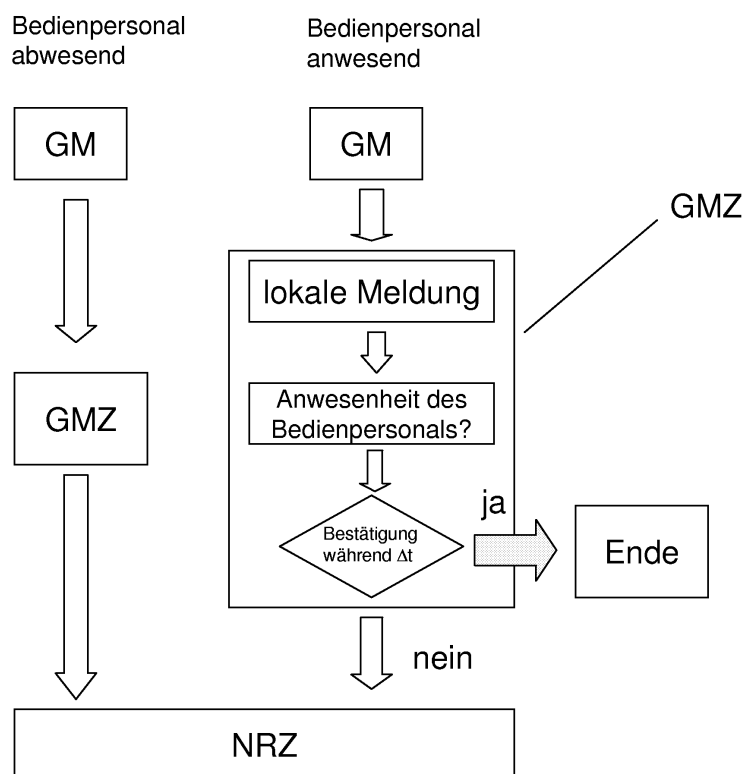 Bedienpersonal
abwesend
Bedienpersonal
anwesend
GM
GM
GMZ
lokale Meldung
Anwesenheit des
Bedienpersonals?
GMZ
Bestätigung
während Δt
ja
Ende
nein
NRZ